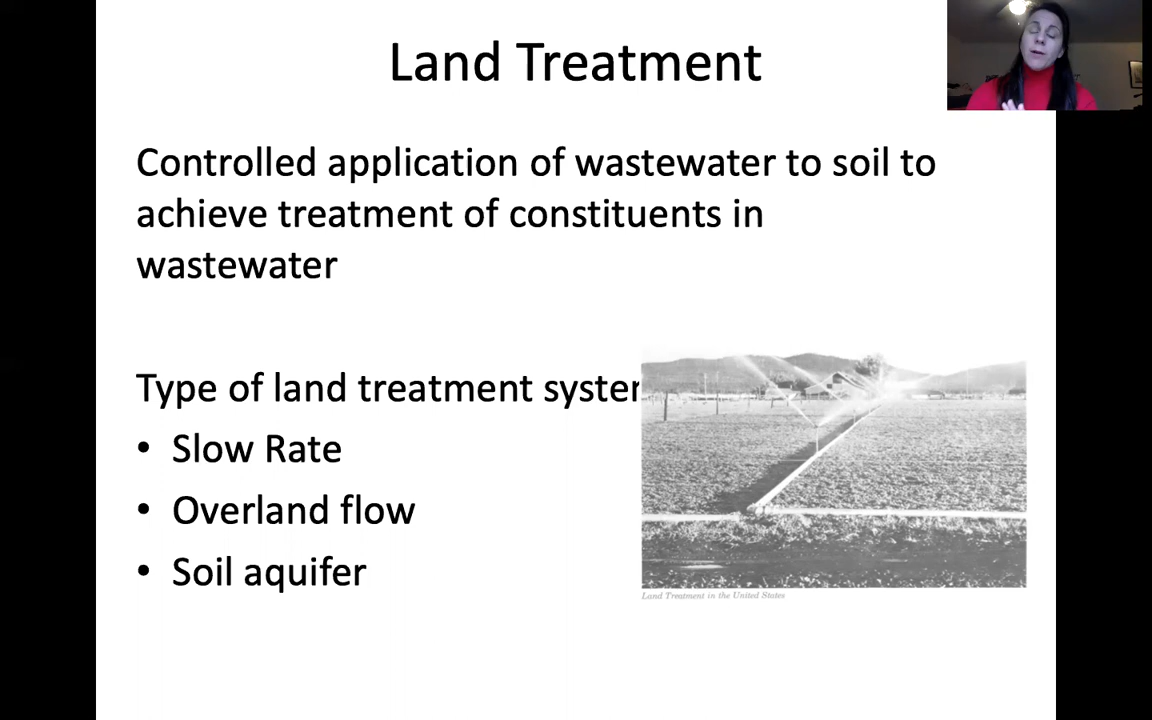 Land Treatment
Controlled application of wastewater to soil to
achieve treatment of constituents in
wastewater
Type of land treatment syster
• Slow Rate
• Overland flow
• Soil aquifer
Land Treatment in the United States